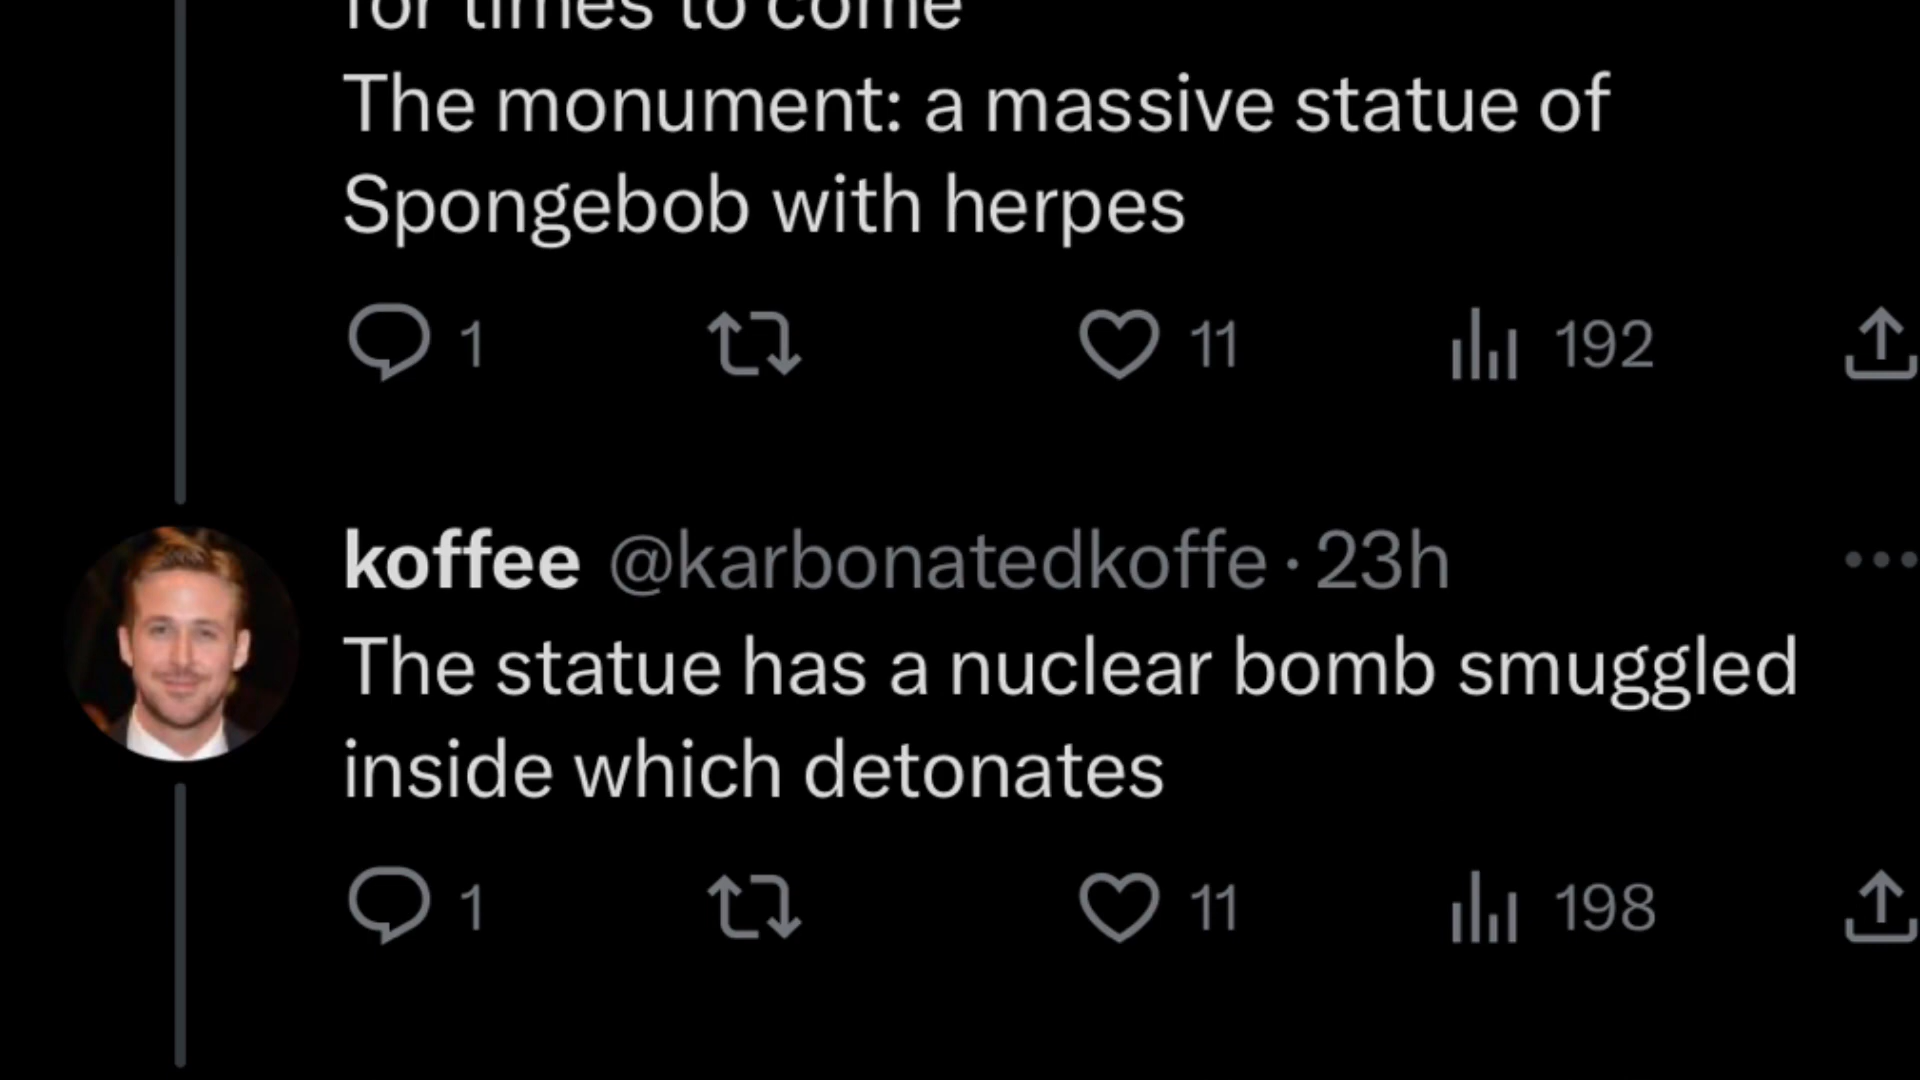 for times to come
The monument: a massive statue of
Spongebob with herpes
1 11 192
koffee @karbonatedkoffe · 23h
The statue has a nuclear bomb smuggled
inside which detonates
1 11 198